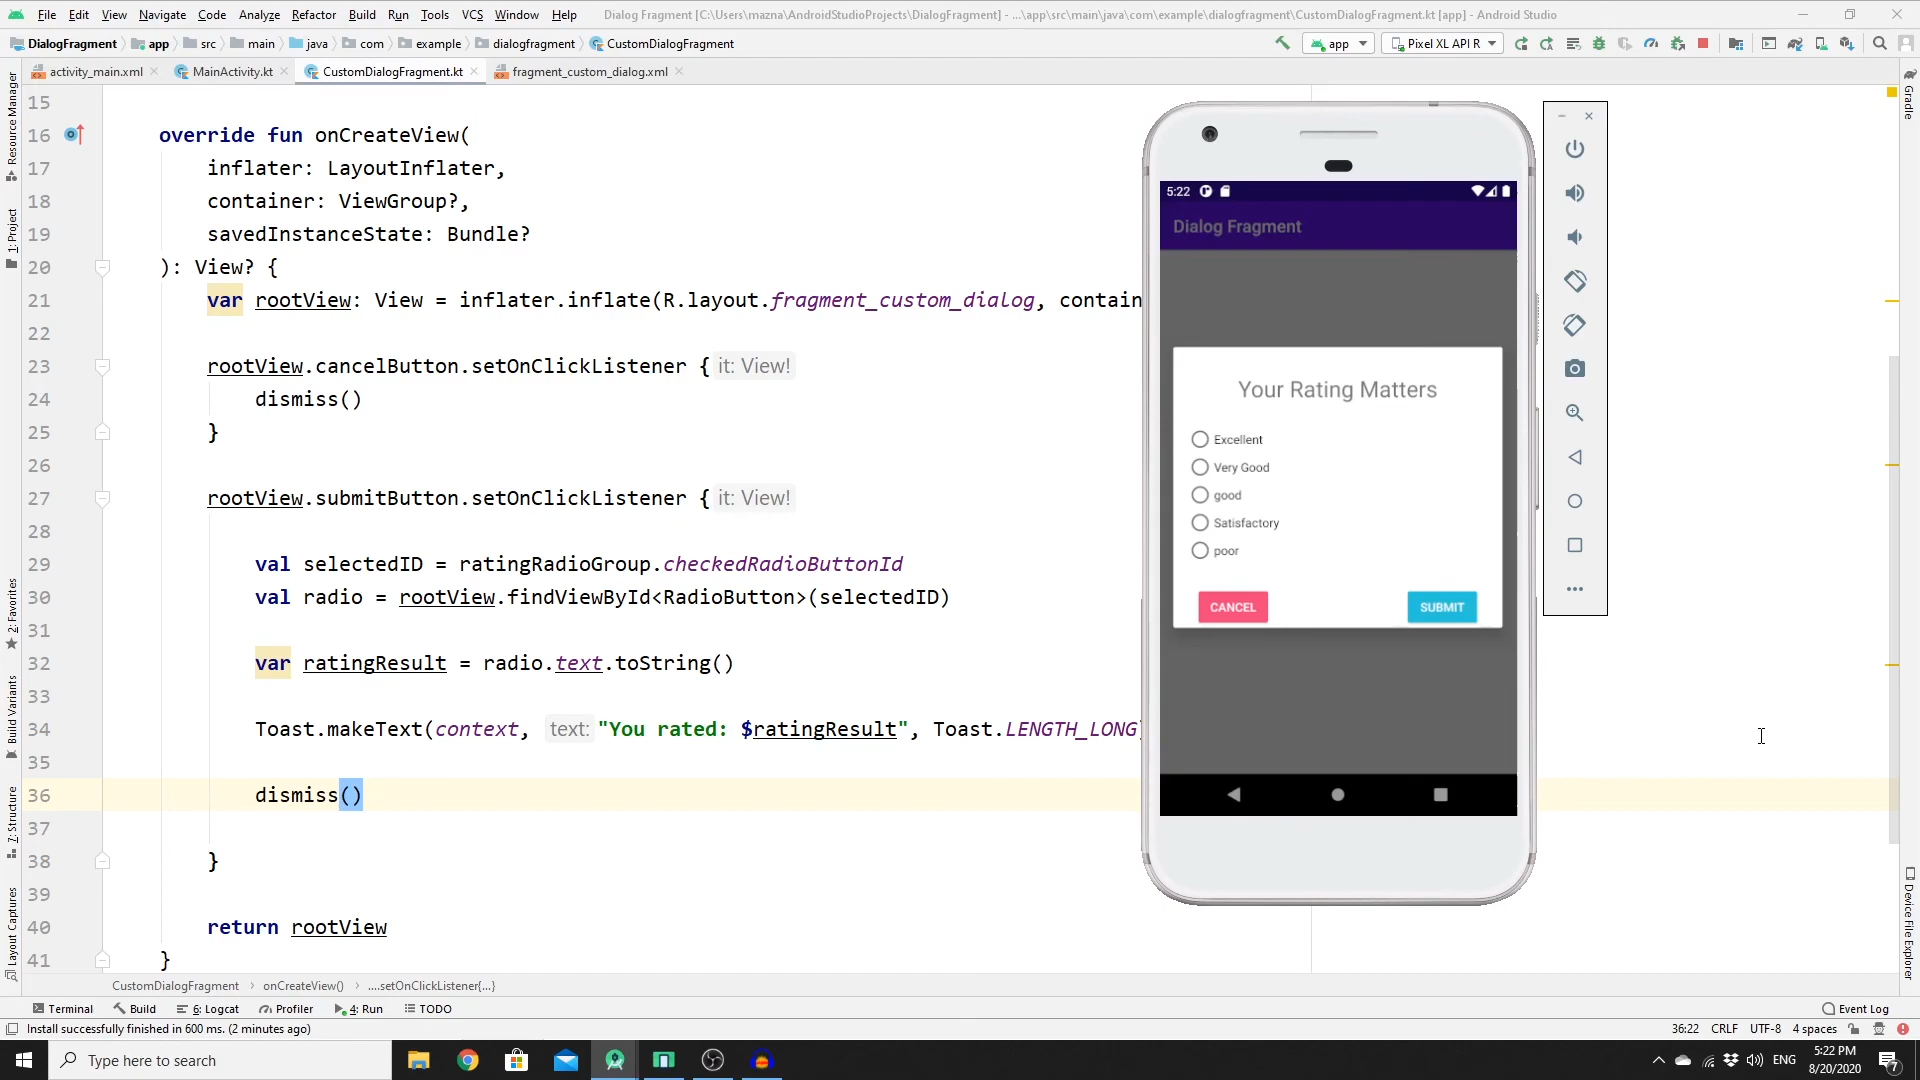 File Edit View Navigate Code Analyze Refactor Build Run Tools VCS Window Help Dialog Fragment [C:\Users\mazna\AndroidStudioProjects\DialogFragment] - ...\app\src\main\java\com\example\dialogfragment\CustomDialogFragment.kt [app] - Android Studio
DialogFragment app src main java com example dialogfragment CustomDialogFragment app Pixel XL API R
activity_main.xml MainActivity.kt CustomDialogFragment.kt fragment_custom_dialog.xml
Resource Manager
1: Project
2: Favorites
Build Variants
7: Structure
Layout Captures
15
16 override fun onCreateView(
17 inflater: LayoutInflater,
18 container: ViewGroup?,
19 savedInstanceState: Bundle?
20 ): View? {
21 var rootView: View = inflater.inflate(R.layout.fragment_custom_dialog, contain
22
23 rootView.cancelButton.setOnClickListener { it: View!
24 dismiss()
25 }
26
27 rootView.submitButton.setOnClickListener { it: View!
28
29 val selectedID = ratingRadioGroup.checkedRadioButtonId
30 val radio = rootView.findViewById<RadioButton>(selectedID)
31
32 var ratingResult = radio.text.toString()
33
34 Toast.makeText(context, text: "You rated: $ratingResult", Toast.LENGTH_LONG)
35
36 dismiss()
37
38 }
39
40 return rootView
41 }
5:22
Dialog Fragment
Your Rating Matters
Excellent
Very Good
good
Satisfactory
poor
CANCEL SUBMIT
Gradle
Device File Explorer
CustomDialogFragment onCreateView() ....setOnClickListener{...}
Terminal Build 6: Logcat Profiler 4: Run TODO Event Log
Install successfully finished in 600 ms. (2 minutes ago) 36:22 CRLF UTF-8 4 spaces
Type here to search ENG 5:22 PM
8/20/2020 7